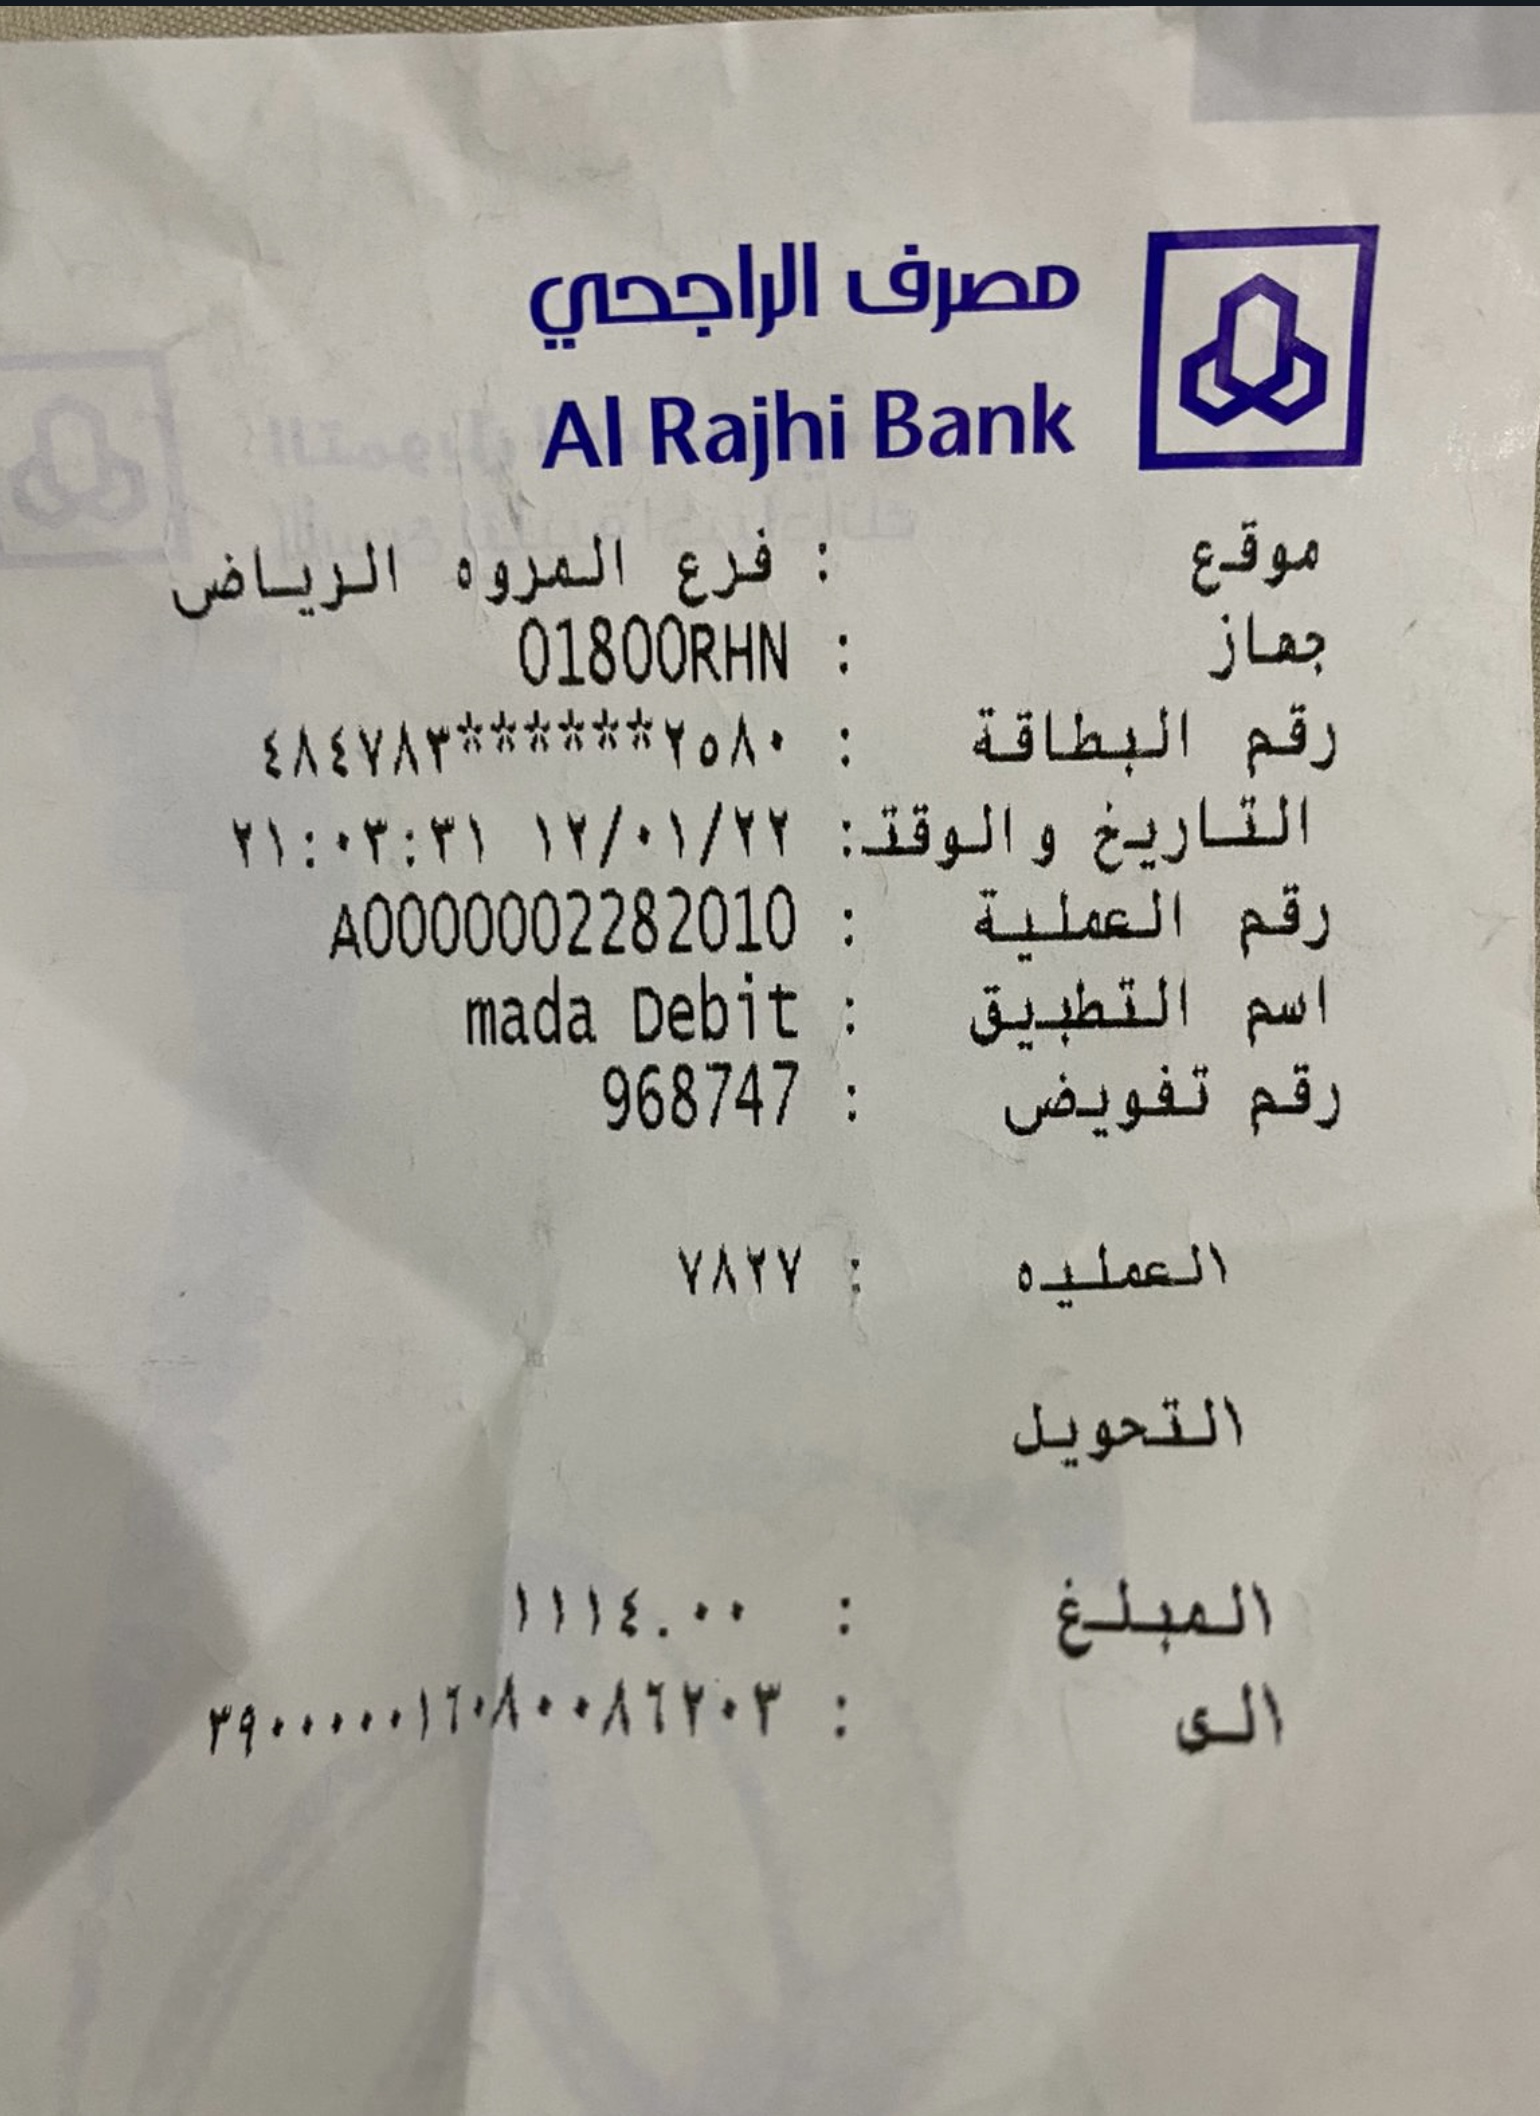 مصرف الراجحي
Al Rajhi Bank
موقع : فرع المروه الرياض
جهاز : 01800RHN
رقم البطاقة : ٤٨٤٧٨٣******٢٥٨٠
التاريخ والوقت: ١٢/٠١/٢٢ ٢١:٠٣:٣١
رقم العملية : A0000002282010
اسم التطبيق : mada Debit
رقم تفويض : 968747
العمليه : ٧٨٢٧
التحويل
المبلغ : ١١١٤.٠٠
الى : ٣٩٠٠٠٠٠٠١٦٠٨٠٠٨٦٢٠٣